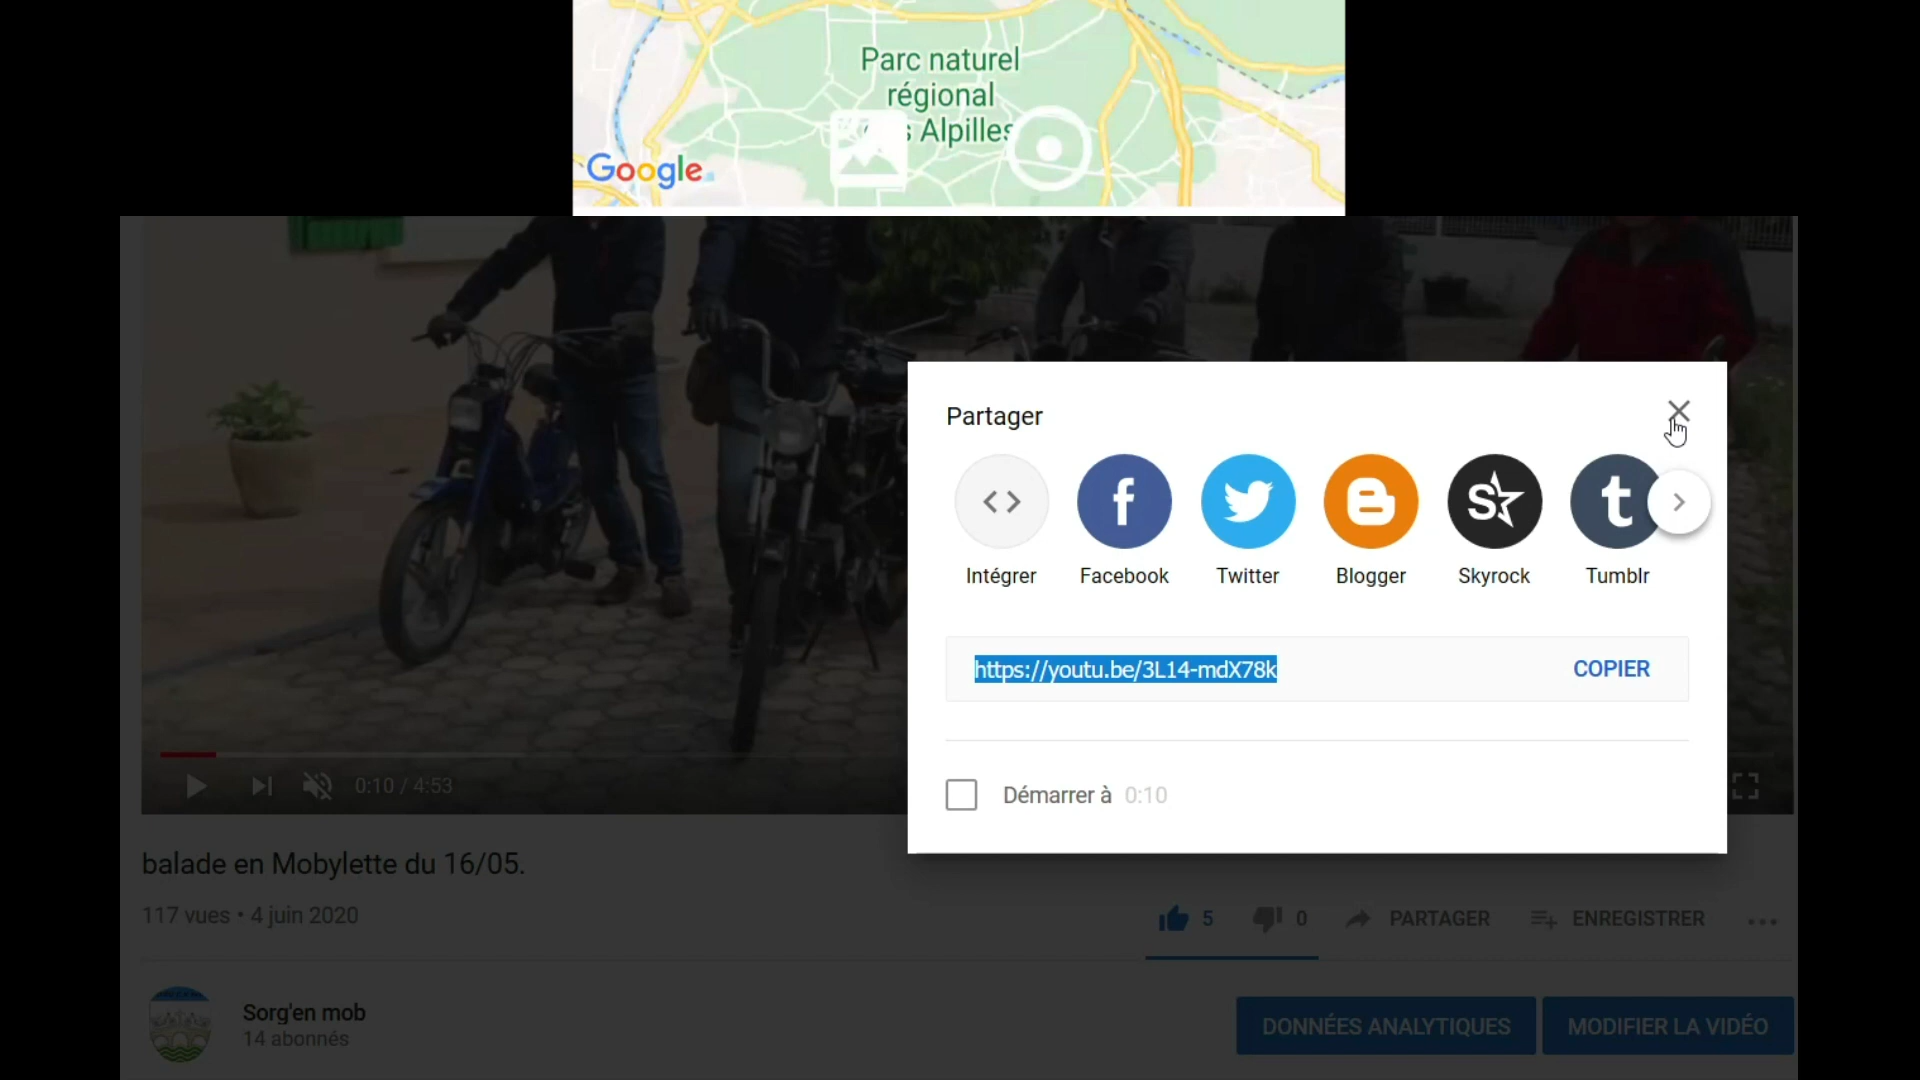 Parc naturel
régional
s Alpilles
Google
Partager
Intégrer
Facebook
Twitter
Blogger
Skyrock
Tumblr
https://youtu.be/3L14-mdX78k
COPIER
Démarrer à 0:10
0:10 / 4:53
balade en Mobylette du 16/05.
117 vues • 4 juin 2020
5
0
PARTAGER
ENREGISTRER
Sorg'en mob
14 abonnés
DONNÉES ANALYTIQUES
MODIFIER LA VIDÉO